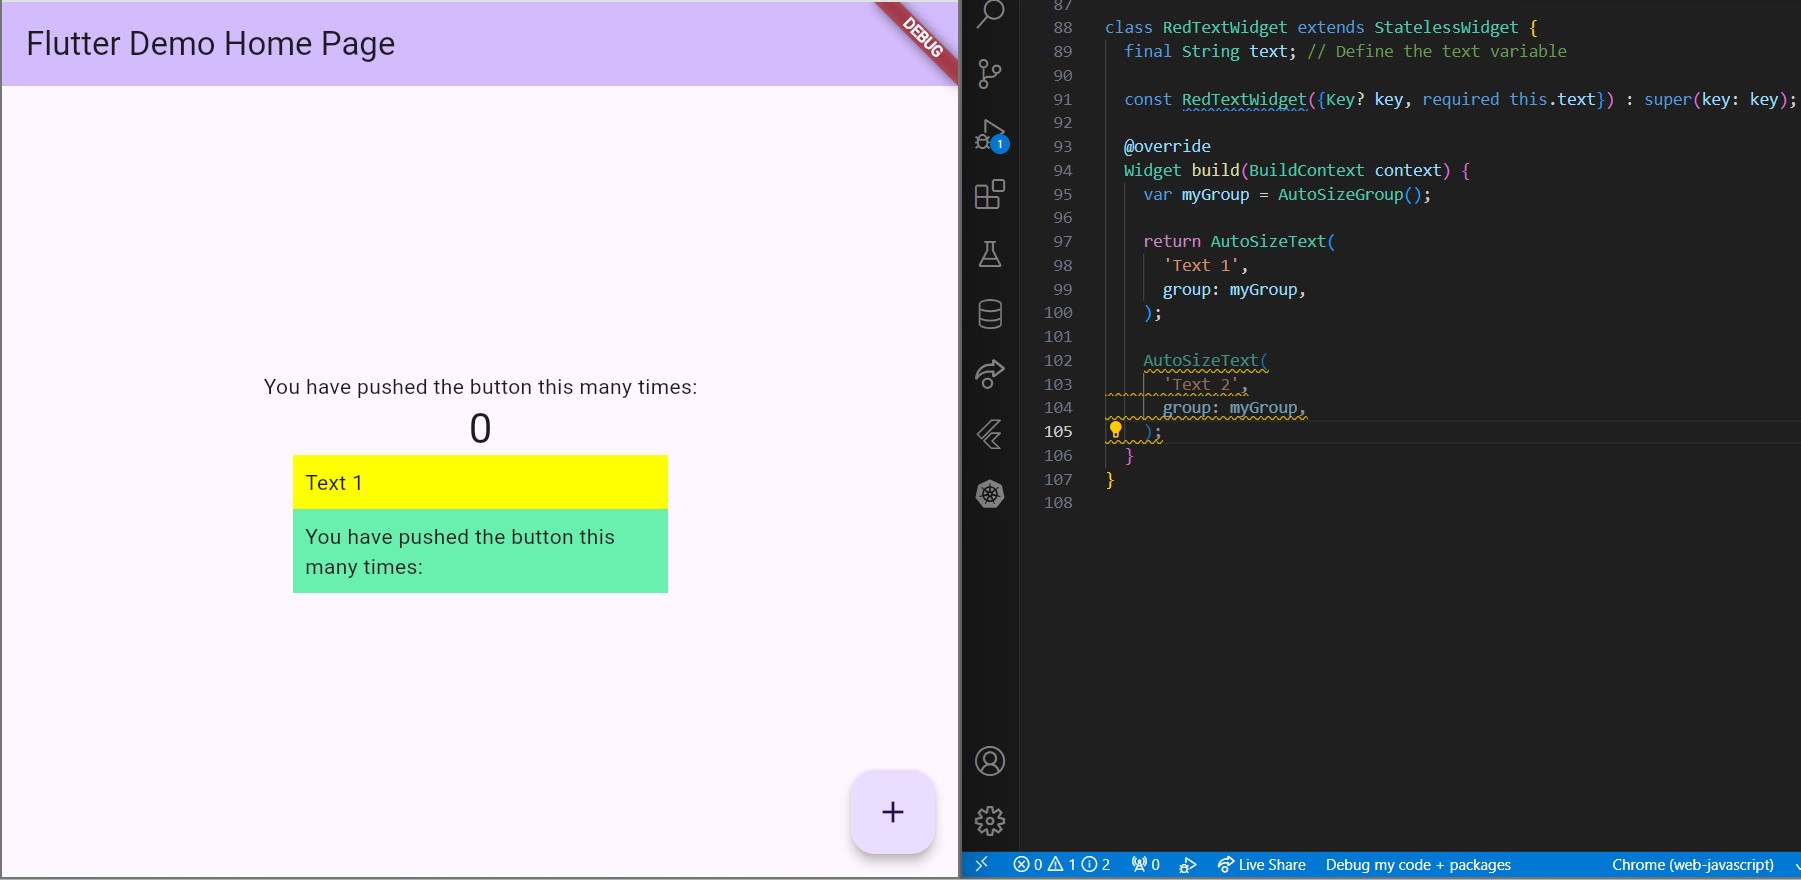 Flutter Demo Home Page
DEBUG
You have pushed the button this many times:
0
Text 1
You have pushed the button this
many times:
+
1
87
88 class RedTextWidget extends StatelessWidget {
89 final String text; // Define the text variable
90
91 const RedTextWidget({Key? key, required this.text}) : super(key: key);
92
93 @override
94 Widget build(BuildContext context) {
95 var myGroup = AutoSizeGroup();
96
97 return AutoSizeText(
98 'Text 1',
99 group: myGroup,
100 );
101
102 AutoSizeText(
103 'Text 2',
104 group: myGroup,
105 );
106 }
107 }
108
0 1 2 0 Live Share Debug my code + packages Chrome (web-javascript)